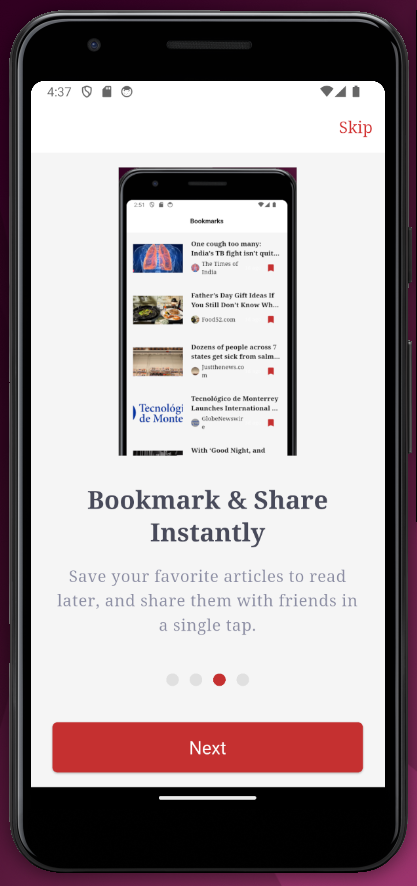 4:37
Skip
2:51
Bookmarks
One cough too many:
India's TB fight isn't quit...
The Times of
India
Father's Day Gift Ideas If
You Still Don't Know Wh...
Food52.com
Dozens of people across 7
states get sick from salm...
Justthenews.co
m
Tecnológi
de Monte
Tecnológico de Monterrey
Launches International ...
GlobeNewswir
e
With 'Good Night, and
Bookmark & Share
Instantly
Save your favorite articles to read
later, and share them with friends in
a single tap.
Next